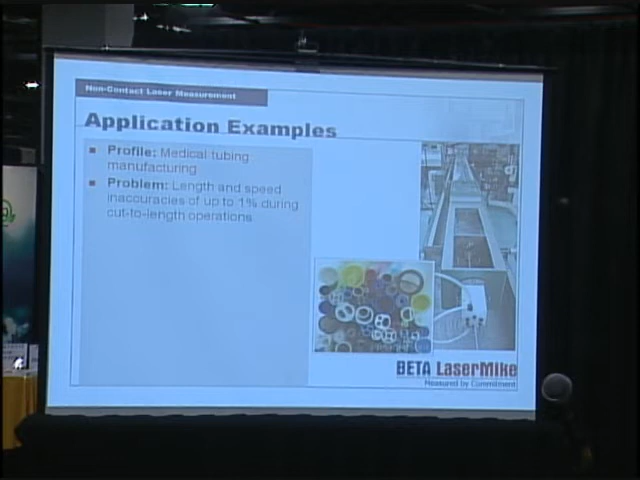 Non-Contact Laser Measurement
Application Examples
Profile: Medical tubing
manufacturing
Problem: Length and speed
inaccuracies of up to 1% during
cut-to-length operations
BETA LaserMike
Measured by Commitment